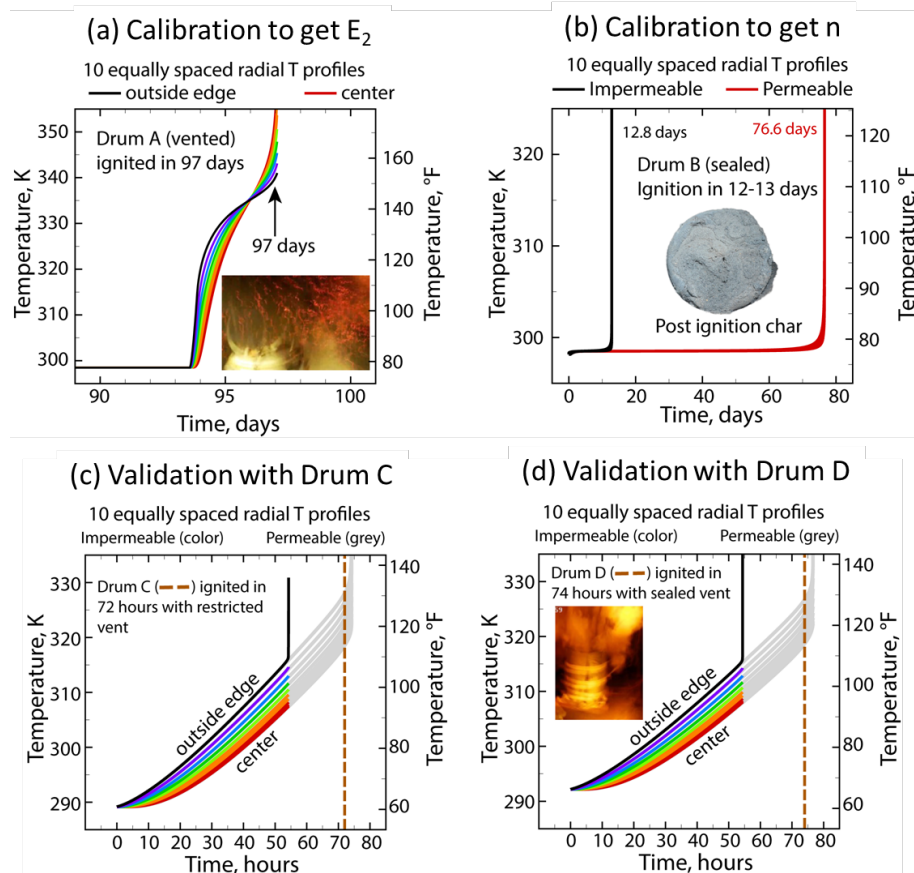 (a) Calibration to get E₂
10 equally spaced radial T profiles
outside edge center
Temperature, K
350
340
330
320
310
300
Drum A (vented)
ignited in 97 days
97 days
160
140
120
100
80
Temperature, °F
90 95 100
Time, days
(b) Calibration to get n
10 equally spaced radial T profiles
Impermeable Permeable
Temperature, K
320
310
300
12.8 days
76.6 days
Drum B (sealed)
Ignition in 12-13 days
Post ignition char
120
110
100
90
80
Temperature, °F
0 20 40 60 80
Time, days
(c) Validation with Drum C
10 equally spaced radial T profiles
Impermeable (color) Permeable (grey)
Temperature, K
330
320
310
300
290
Drum C ( ) ignited in
72 hours with restricted
vent
outside edge
center
140
120
100
80
60
Temperature, °F
0 10 20 30 40 50 60 70 80
Time, hours
(d) Validation with Drum D
10 equally spaced radial T profiles
Impermeable (color) Permeable (grey)
Temperature, K
330
320
310
300
290
Drum D ( ) ignited in
74 hours with sealed vent
outside edge
center
140
120
100
80
60
Temperature, °F
0 10 20 30 40 50 60 70 80
Time, hours